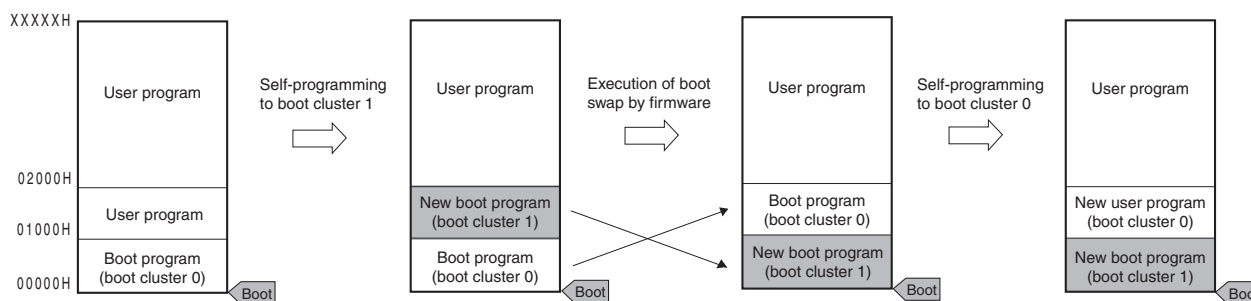 XXXXXH
User program
02000H
User program
01000H
Boot program
(boot cluster 0)
00000H
Boot
Self-programming
to boot cluster 1
User program
New boot program
(boot cluster 1)
Boot program
(boot cluster 0)
Boot
Execution of boot
swap by firmware
User program
Boot program
(boot cluster 0)
New boot program
(boot cluster 1)
Boot
Self-programming
to boot cluster 0
User program
New user program
(boot cluster 0)
New boot program
(boot cluster 1)